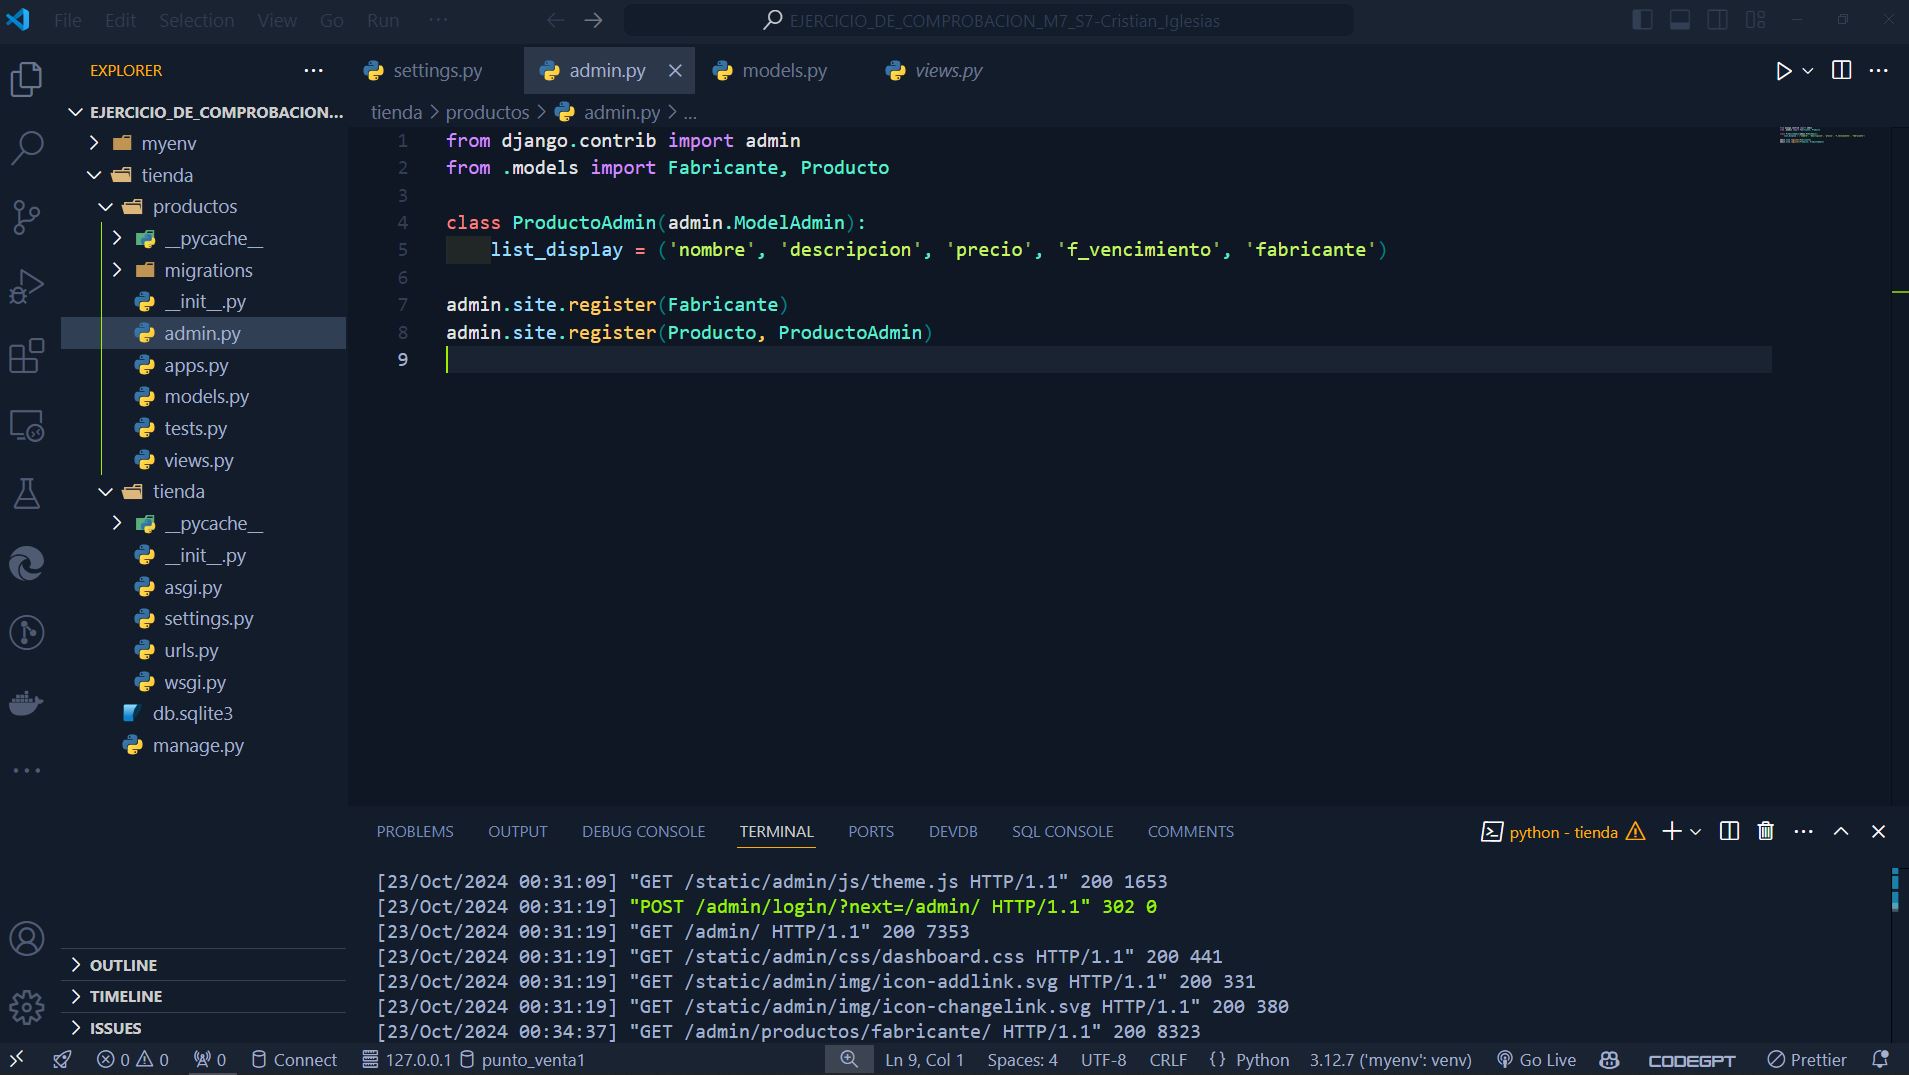 File Edit Selection View Go Run ··· EJERCICIO_DE_COMPROBACION_M7_S7-Cristian_Iglesias
EXPLORER ···
EJERCICIO_DE_COMPROBACION...
myenv
tienda
productos
__pycache__
migrations
__init__.py
admin.py
apps.py
models.py
tests.py
views.py
tienda
__pycache__
__init__.py
asgi.py
settings.py
urls.py
wsgi.py
db.sqlite3
manage.py
OUTLINE
TIMELINE
ISSUES
settings.py admin.py models.py views.py
tienda > productos > admin.py > ...
1 from django.contrib import admin
2 from .models import Fabricante, Producto
3
4 class ProductoAdmin(admin.ModelAdmin):
5 list_display = ('nombre', 'descripcion', 'precio', 'f_vencimiento', 'fabricante')
6
7 admin.site.register(Fabricante)
8 admin.site.register(Producto, ProductoAdmin)
9
PROBLEMS OUTPUT DEBUG CONSOLE TERMINAL PORTS DEVDB SQL CONSOLE COMMENTS python - tienda
[23/Oct/2024 00:31:09] "GET /static/admin/js/theme.js HTTP/1.1" 200 1653
[23/Oct/2024 00:31:19] "POST /admin/login/?next=/admin/ HTTP/1.1" 302 0
[23/Oct/2024 00:31:19] "GET /admin/ HTTP/1.1" 200 7353
[23/Oct/2024 00:31:19] "GET /static/admin/css/dashboard.css HTTP/1.1" 200 441
[23/Oct/2024 00:31:19] "GET /static/admin/img/icon-addlink.svg HTTP/1.1" 200 331
[23/Oct/2024 00:31:19] "GET /static/admin/img/icon-changelink.svg HTTP/1.1" 200 380
[23/Oct/2024 00:34:37] "GET /admin/productos/fabricante/ HTTP/1.1" 200 8323
0 0 0 Connect 127.0.0.1 punto_venta1 Ln 9, Col 1 Spaces: 4 UTF-8 CRLF {} Python 3.12.7 ('myenv': venv) Go Live CODEGPT Prettier